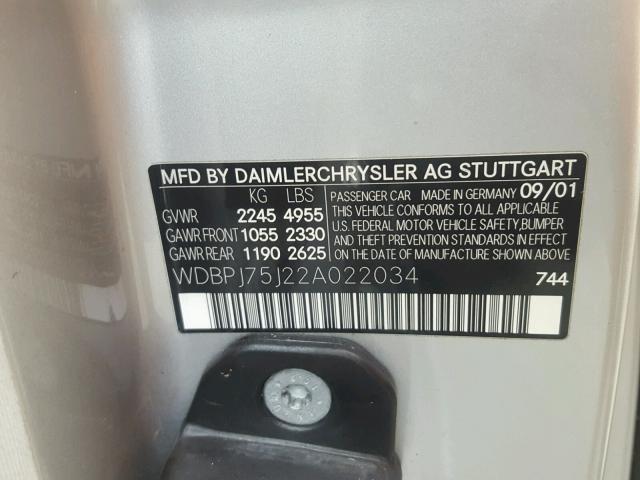 MFD BY DAIMLERCHRYSLER AG STUTTGART
KG LBS
GVWR 2245 4955
GAWR FRONT 1055 2330
GAWR REAR 1190 2625
PASSENGER CAR MADE IN GERMANY 09/01
THIS VEHICLE CONFORMS TO ALL APPLICABLE
U.S.FEDERAL MOTOR VEHICLE SAFETY,BUMPER
AND THEFT PREVENTION STANDARDS IN EFFECT
ON THE DATE OF MANUFACTURE SHOWN ABOVE.
WDBPJ75J22A022034 744